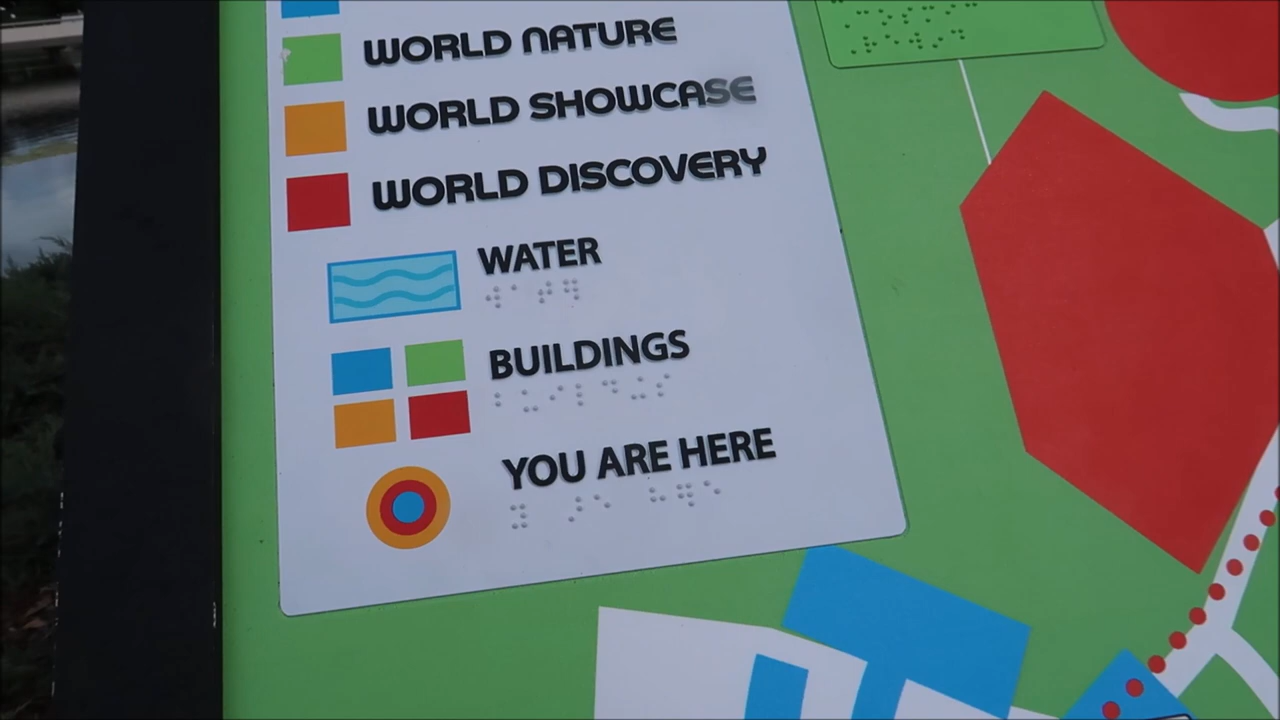 WORLD NATURE
WORLD SHOWCASE
WORLD DISCOVERY
WATER
BUILDINGS
YOU ARE HERE